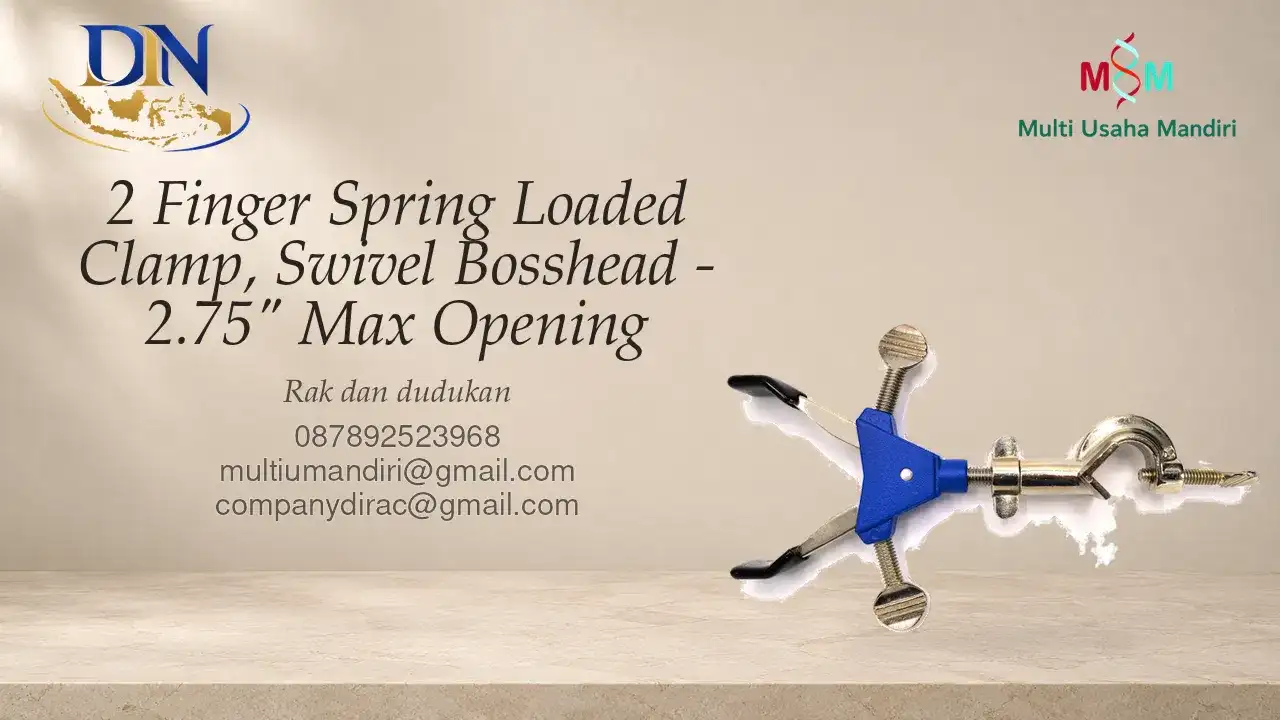 DIN
M M
Multi Usaha Mandiri
2 Finger Spring Loaded
Clamp, Swivel Bosshead -
2.75" Max Opening
Rak dan dudukan
087892523968
multiumandiri@gmail.com
companydirac@gmail.com